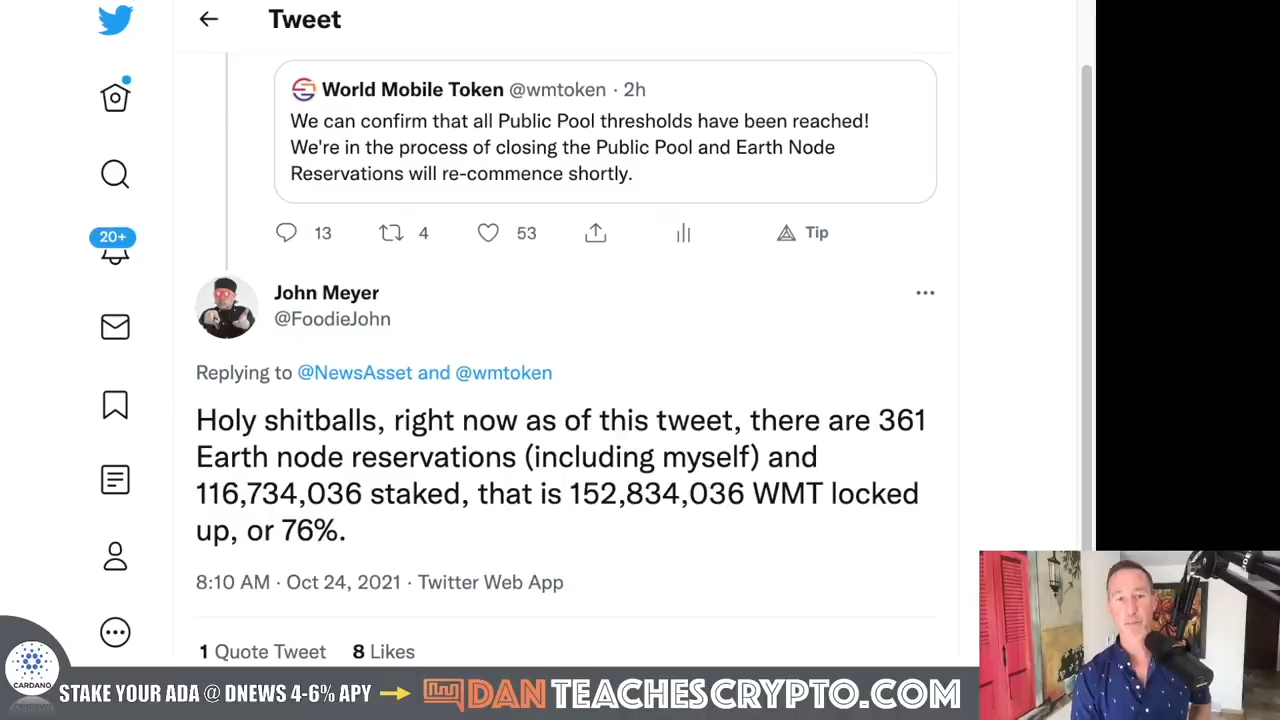 Tweet
World Mobile Token @wmtoken · 2h
We can confirm that all Public Pool thresholds have been reached!
We're in the process of closing the Public Pool and Earth Node
Reservations will re-commence shortly.
13 4 53 Tip
20+
John Meyer
@FoodieJohn
Replying to @NewsAsset and @wmtoken
Holy shitballs, right now as of this tweet, there are 361
Earth node reservations (including myself) and
116,734,036 staked, that is 152,834,036 WMT locked
up, or 76%.
8:10 AM · Oct 24, 2021 · Twitter Web App
1 Quote Tweet 8 Likes
CARDANO
STAKE YOUR ADA @ DNEWS 4-6% APY
DANTEACHESCRYPTO.COM